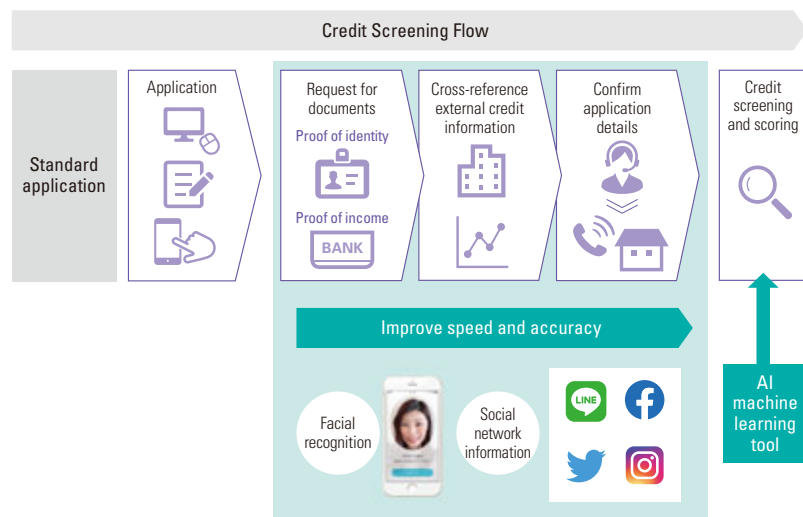 Credit Screening Flow
Standard
application
Application
Request for
documents
Proof of identity
Proof of income
BANK
Cross-reference
external credit
information
Confirm
application
details
Credit
screening
and scoring
Improve speed and accuracy
Facial
recognition
Social
network
information
LINE
AI
machine
learning
tool